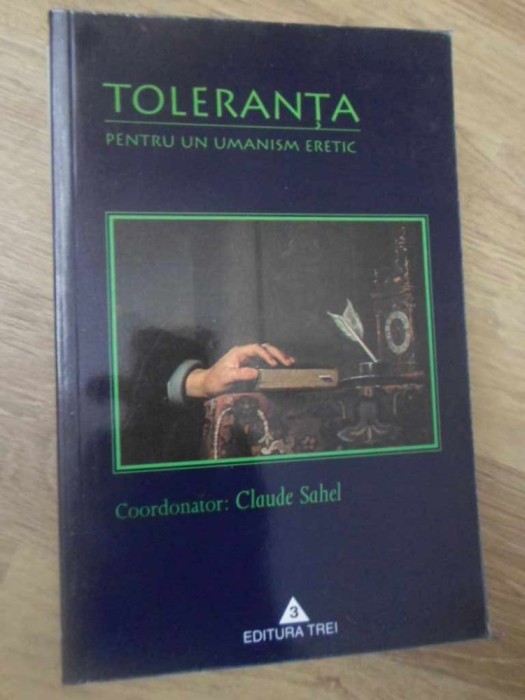 TOLERANȚA
PENTRU UN UMANISM ERETIC
Coordonator: Claude Sahel
3
EDITURA TREI